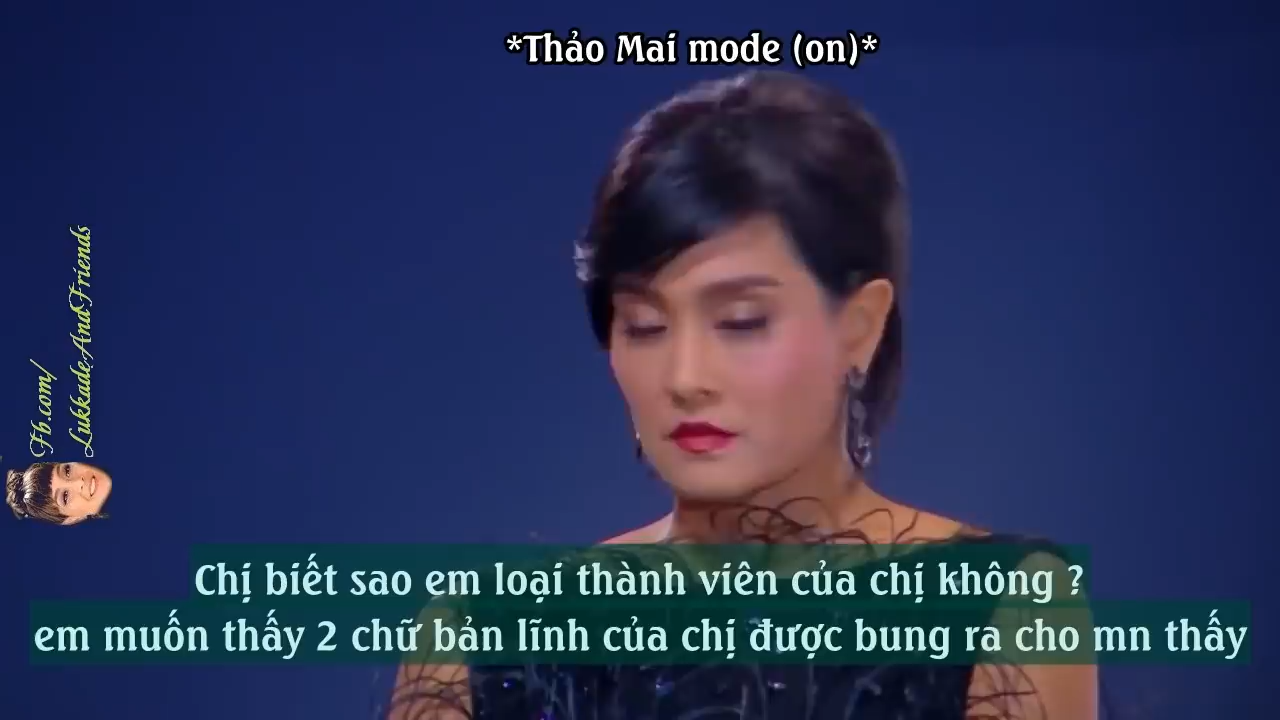 *Thảo Mai mode (on)*
Fb.com/
LukkadeAndFriends
Chị biết sao em loại thành viên của chị không ?
em muốn thấy 2 chữ bản lĩnh của chị được bung ra cho mn thấy